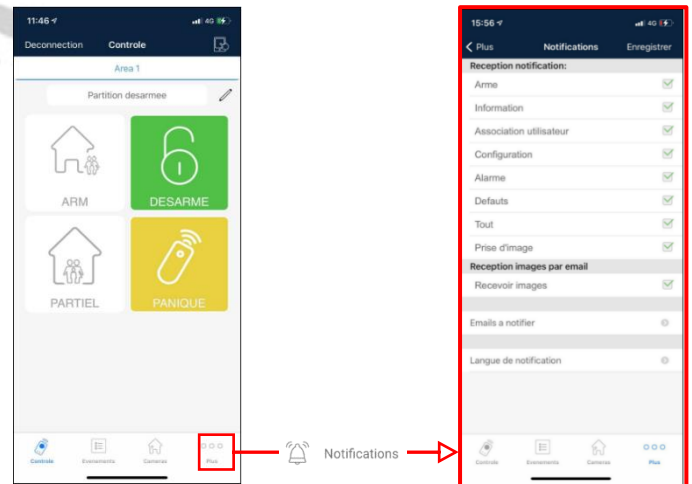 11:46
4G
Deconnection Controle
Area 1
Partition desarmee
ARM
DESARME
PARTIEL
PANIQUE
Controle Evenements Cameras Plus
Notifications
15:56
4G
Plus Notifications Enregistrer
Reception notification:
Arme
Information
Association utilisateur
Configuration
Alarme
Defauts
Tout
Prise d'image
Reception images par email
Recevoir images
Emails a notifier
Langue de notification
Controle Evenements Cameras Plus